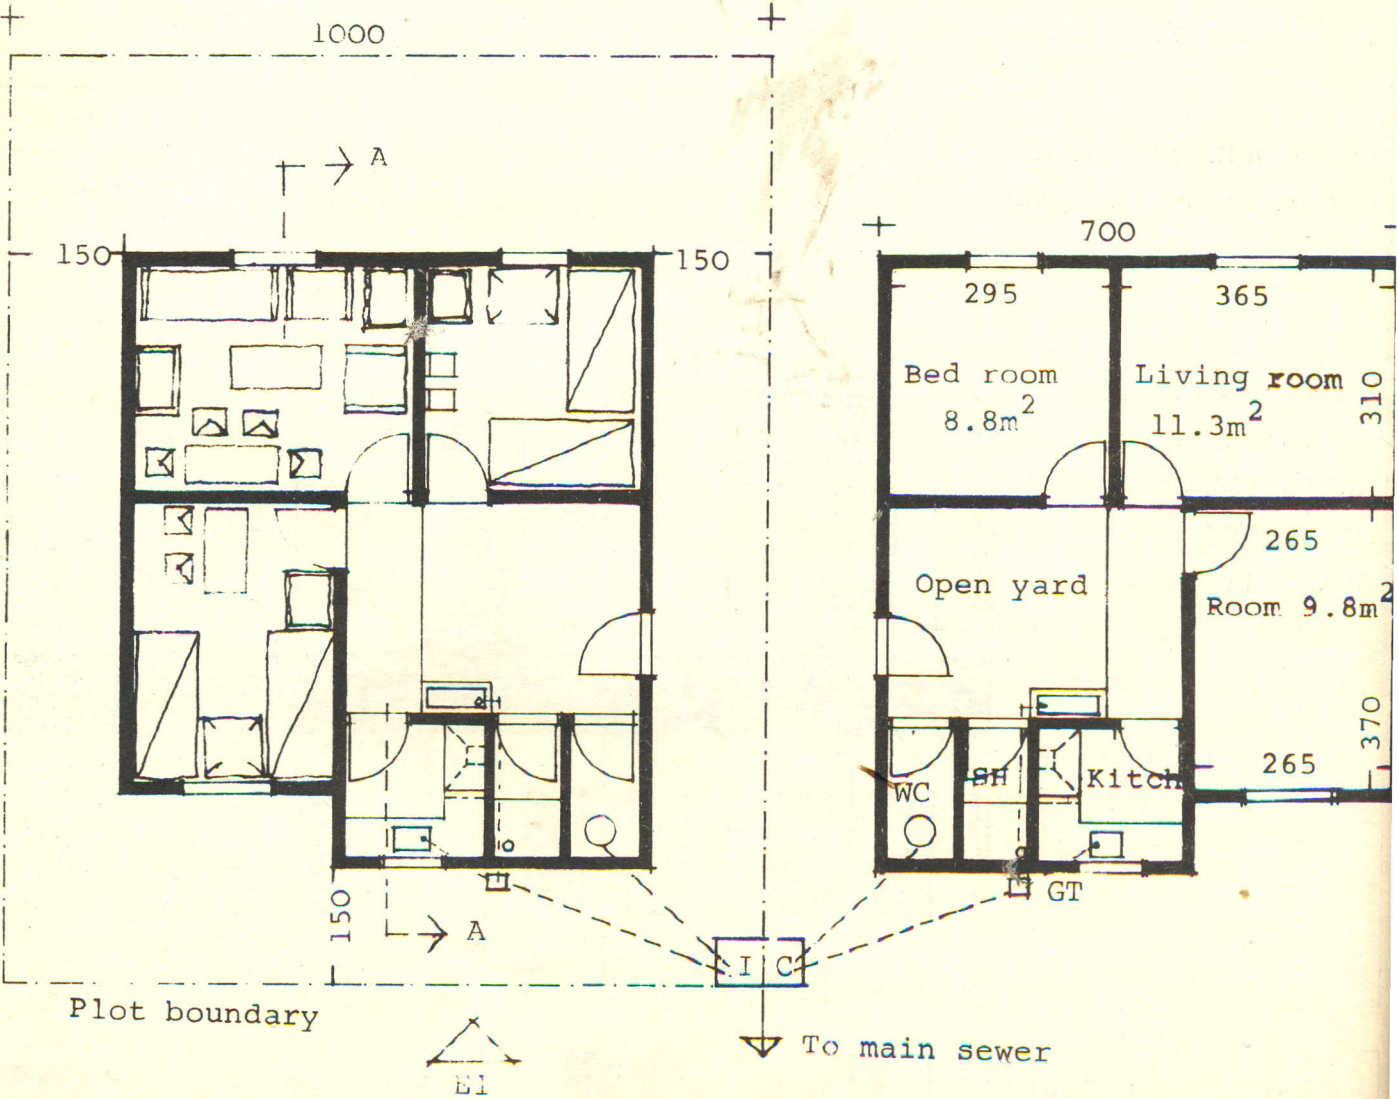 1000
A
150
150
700
295
365
Bed room
8.8m²
Living room
11.3m²
310
265
Open yard
Room 9.8m²
370
265
WC
SH
Kitch
GT
150
A
I C
Plot boundary
To main sewer
E1